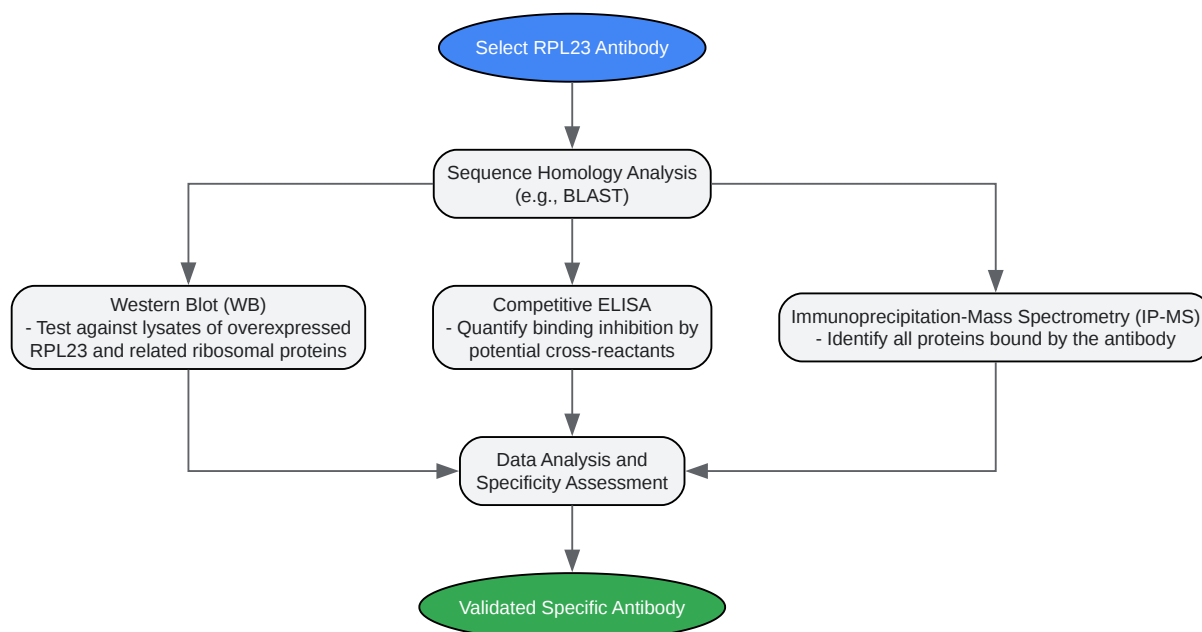 Select RPL23 Antibody
Sequence Homology Analysis
(e.g., BLAST)
Western Blot (WB)
- Test against lysates of overexpressed
RPL23 and related ribosomal proteins
Competitive ELISA
- Quantify binding inhibition by
potential cross-reactants
Immunoprecipitation-Mass Spectrometry (IP-MS)
- Identify all proteins bound by the antibody
Data Analysis and
Specificity Assessment
Validated Specific Antibody